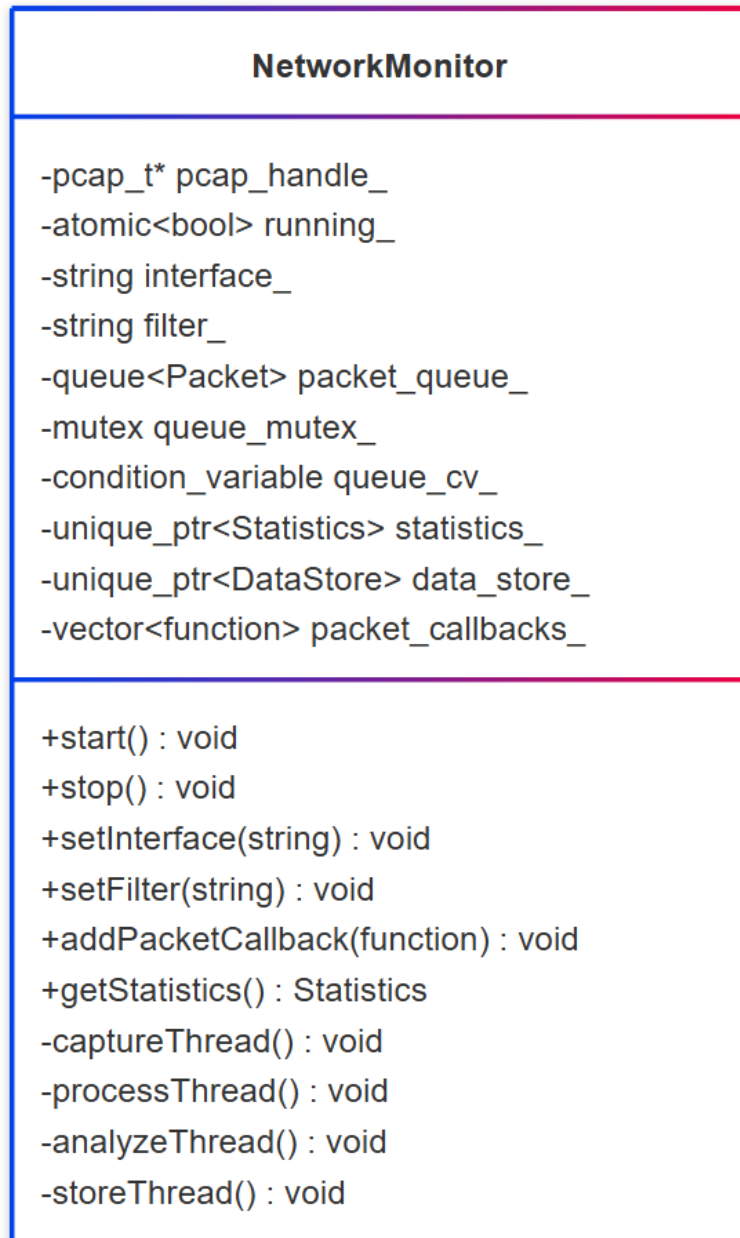 NetworkMonitor
-pcap_t* pcap_handle_
-atomic<bool> running_
-string interface_
-string filter_
-queue<Packet> packet_queue_
-mutex queue_mutex_
-condition_variable queue_cv_
-unique_ptr<Statistics> statistics_
-unique_ptr<DataStore> data_store_
-vector<function> packet_callbacks_
+start() : void
+stop() : void
+setInterface(string) : void
+setFilter(string) : void
+addPacketCallback(function) : void
+getStatistics() : Statistics
-captureThread() : void
-processThread() : void
-analyzeThread() : void
-storeThread() : void